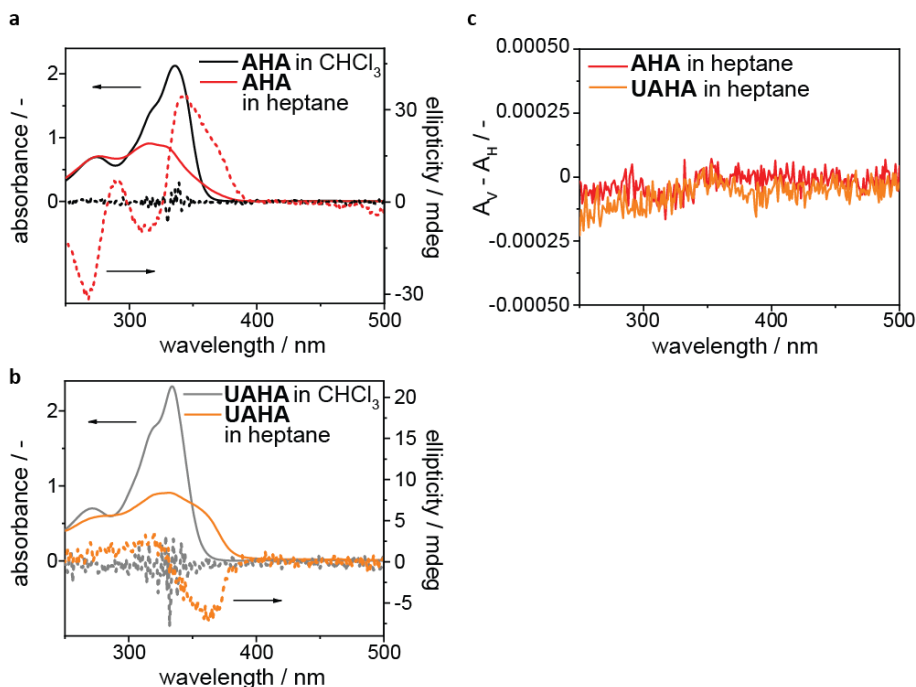 a
AHA in CHCl₃
AHA
in heptane
2
1
0
absorbance / -
30
0
-30
ellipticity / mdeg
300
400
500
wavelength / nm
c
AHA in heptane
UAHA in heptane
0.00050
0.00025
0
-0.00025
-0.00050
A_V - A_H / -
300
400
500
wavelength / nm
b
UAHA in CHCl₃
UAHA
in heptane
2
1
0
absorbance / -
20
15
10
5
0
-5
ellipticity / mdeg
300
400
500
wavelength / nm